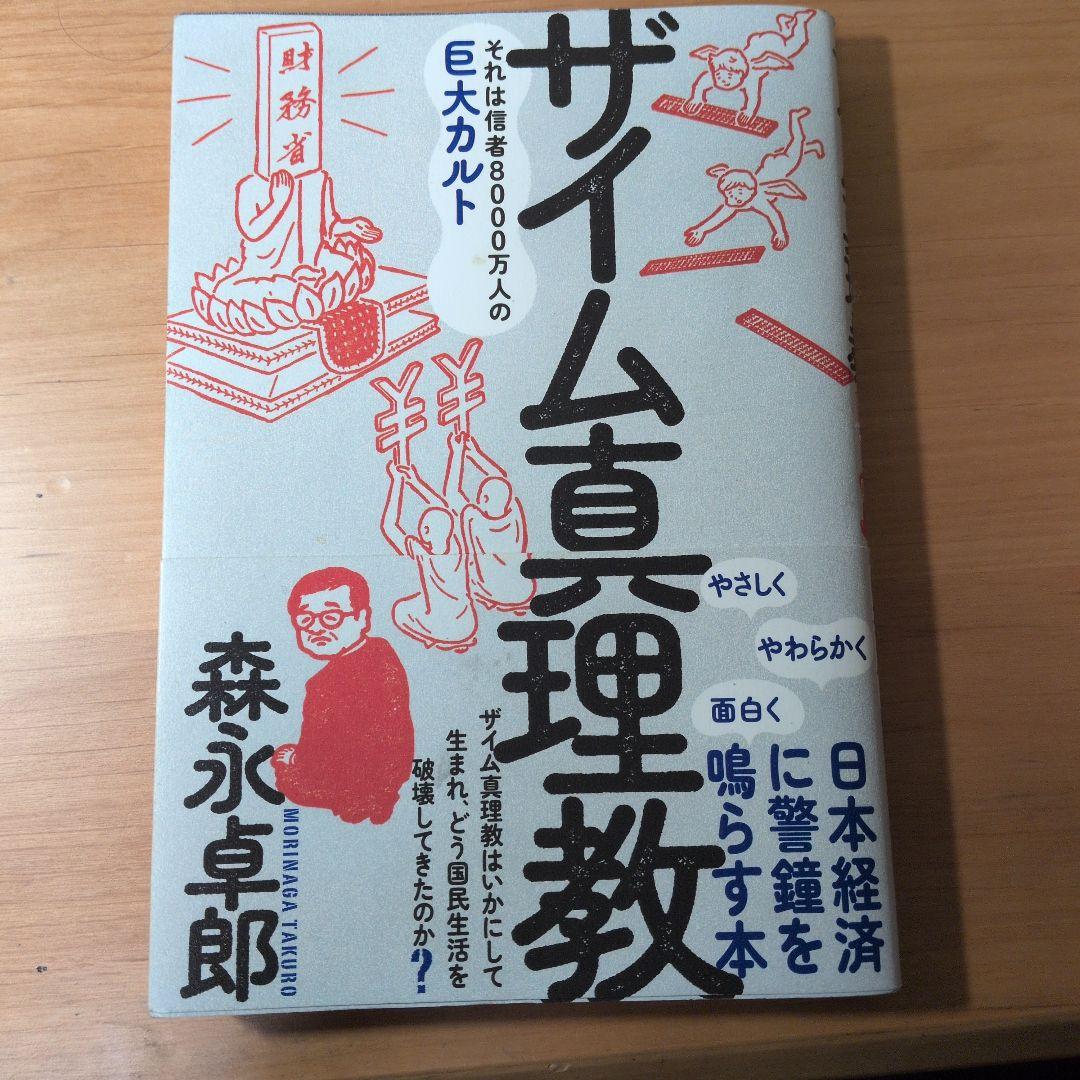 ザイム真理教
それは信者8000万人の
巨大カルト
財務省
やさしく
やわらかく
面白く
日本経済
に警鐘を
鳴らす本
ザイム真理教はいかにして
生まれ、どう国民生活を
破壊してきたのか?
森永卓郎
MORINAGA TAKURO